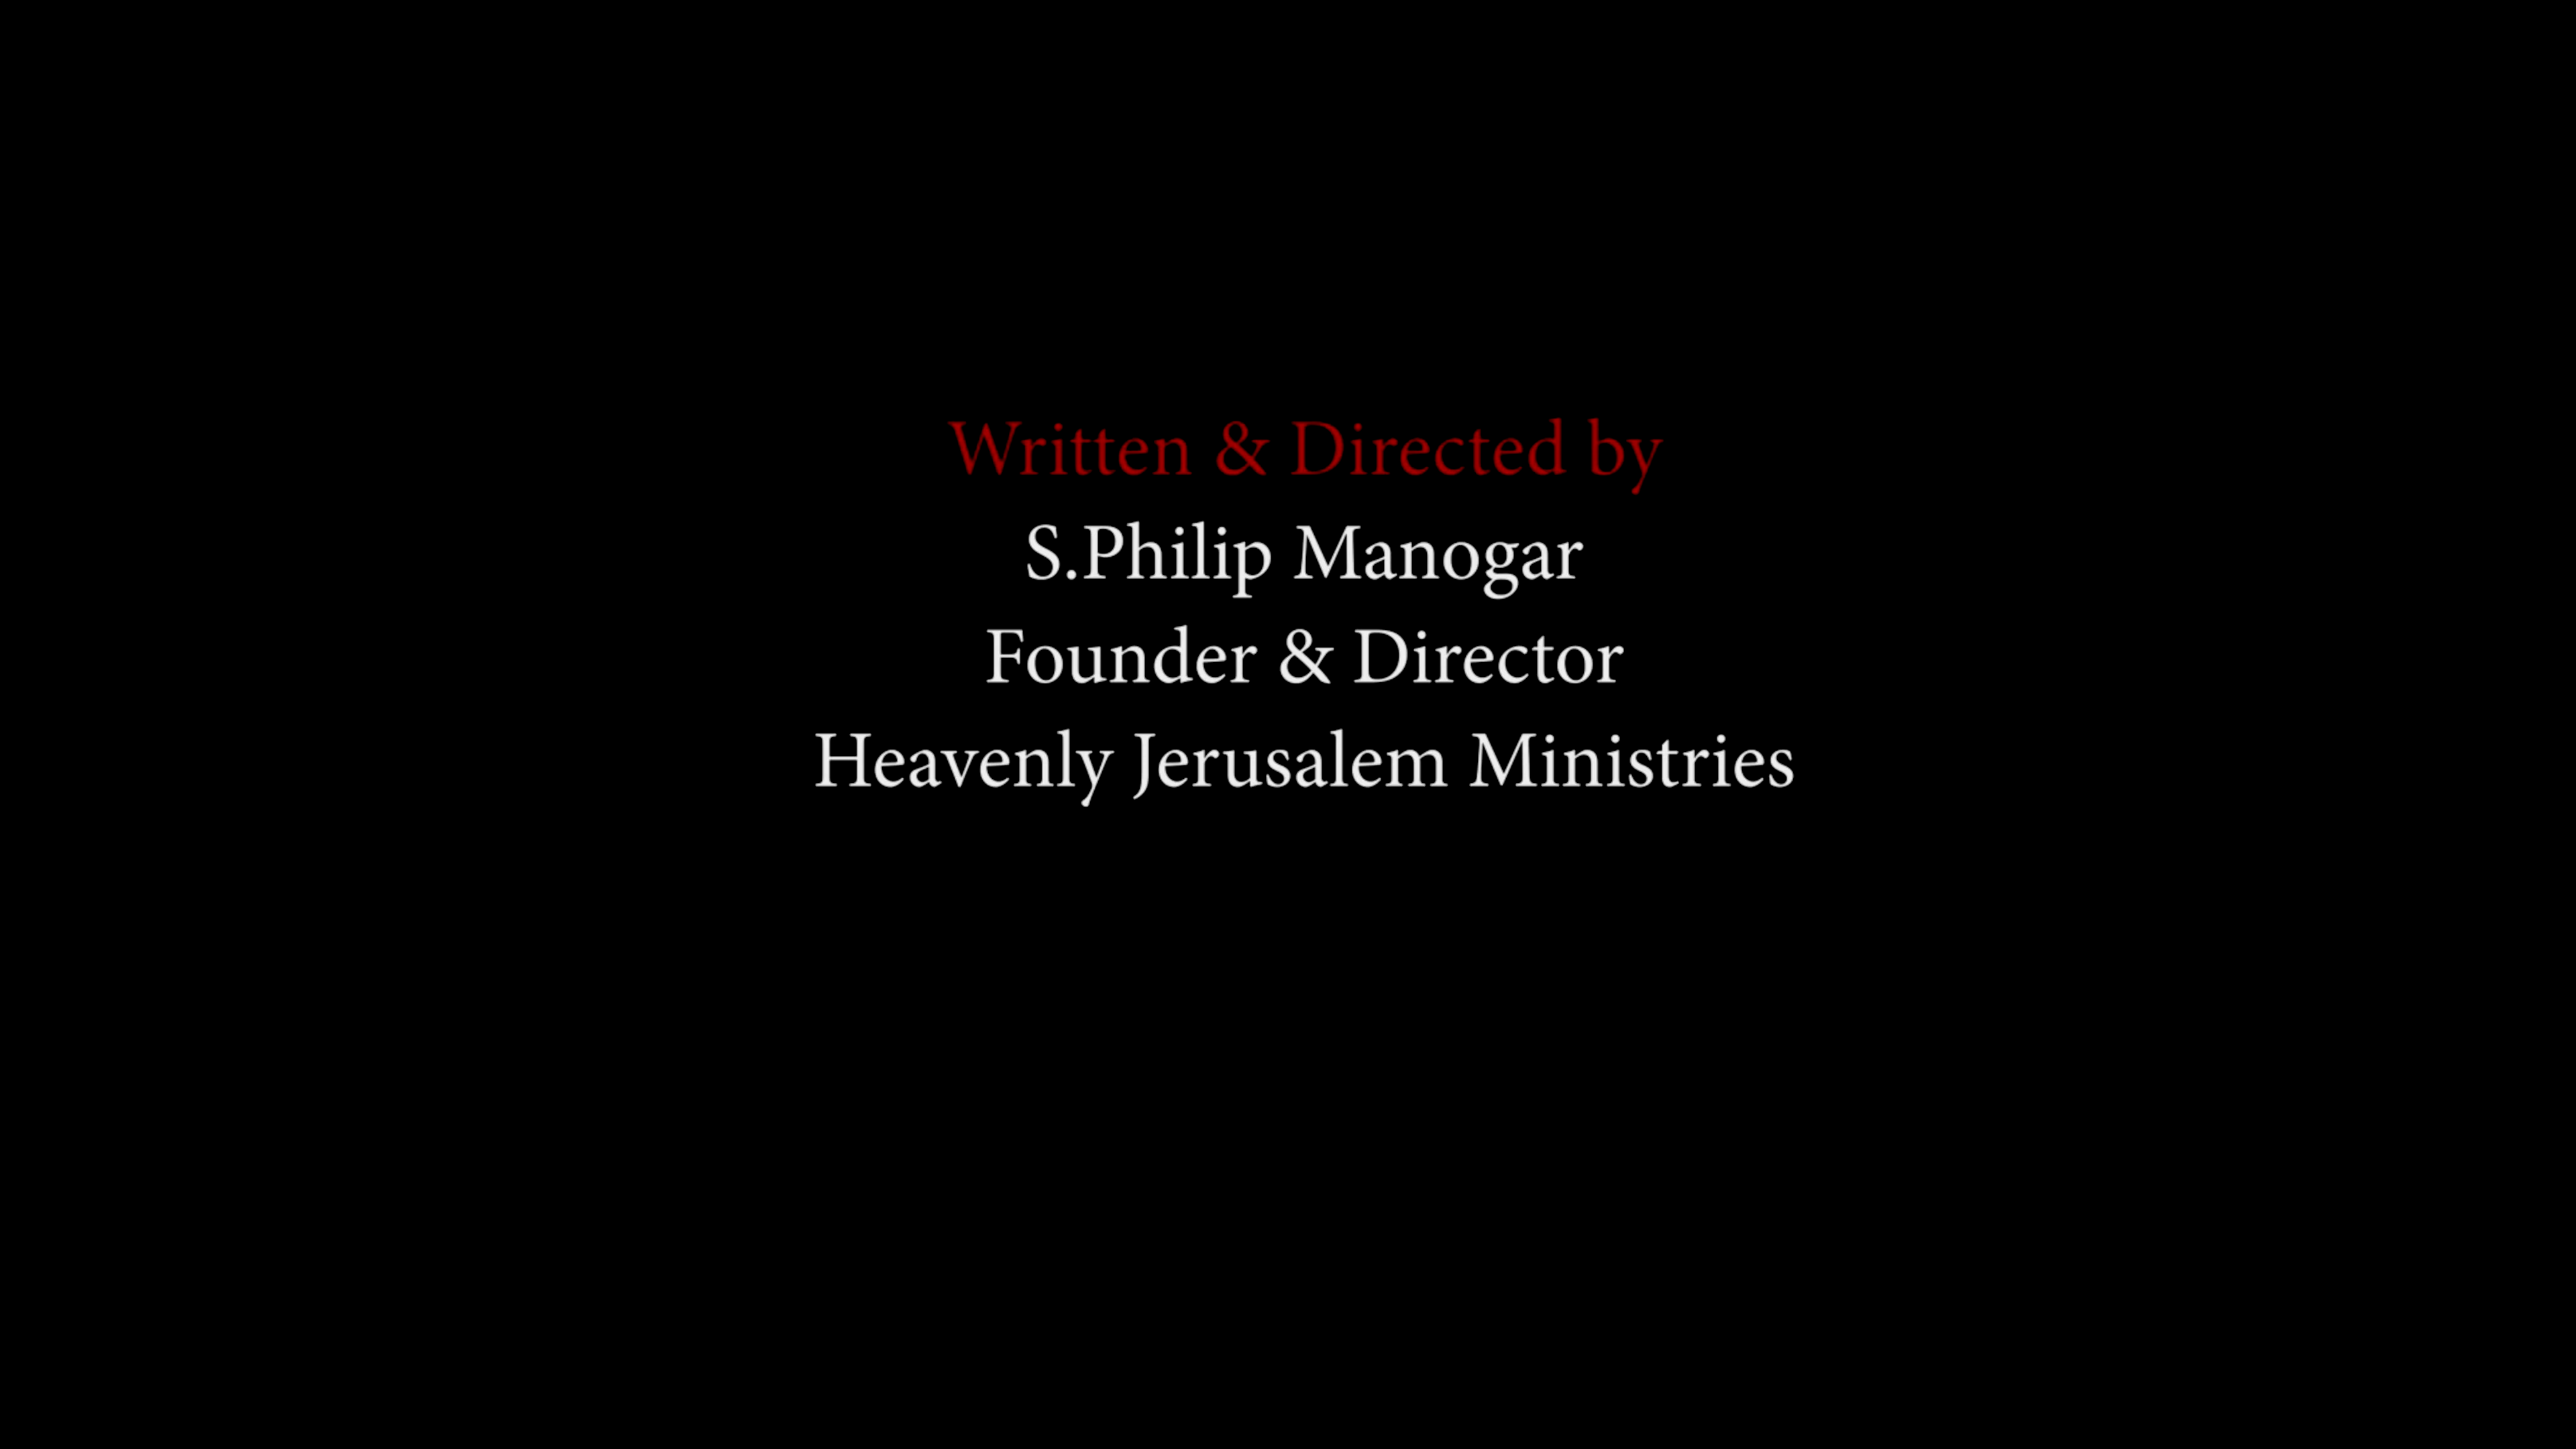 Written & Directed by
S.Philip Manogar
Founder & Director
Heavenly Jerusalem Ministries